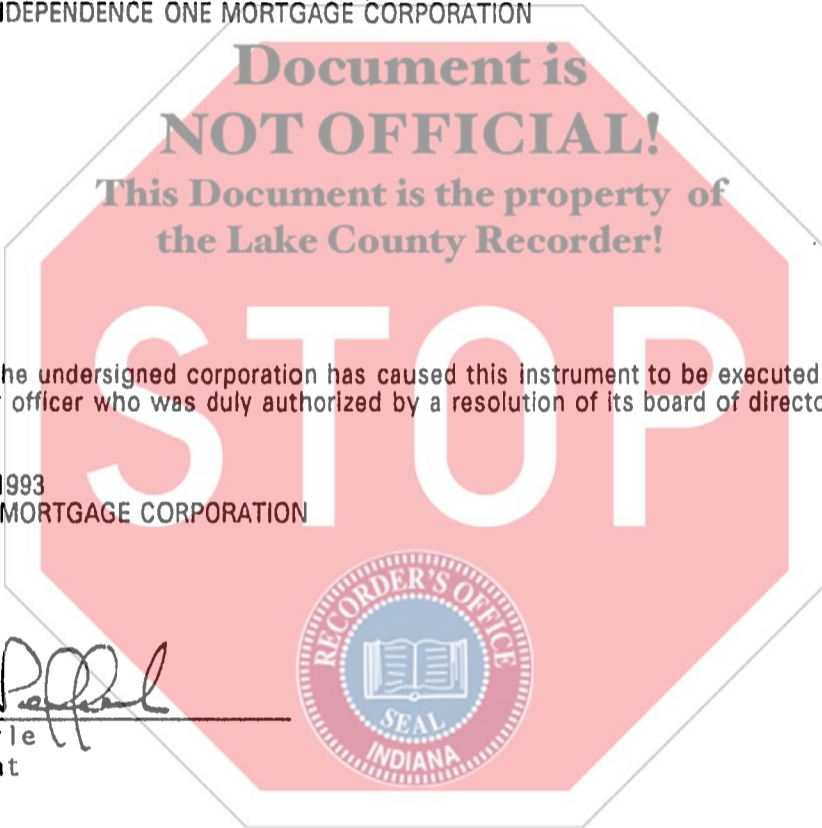 DEPENDENCE ONE MORTGAGE CORPORATION
Document is
NOT OFFICIAL!
This Document is the property of
the Lake County Recorder!
he undersigned corporation has caused this instrument to be executed
officer who was duly authorized by a resolution of its board of directo
STOP
993
MORTGAGE CORPORATION
RECORDER'S OFFICE
SEAL
INDIANA
le
t